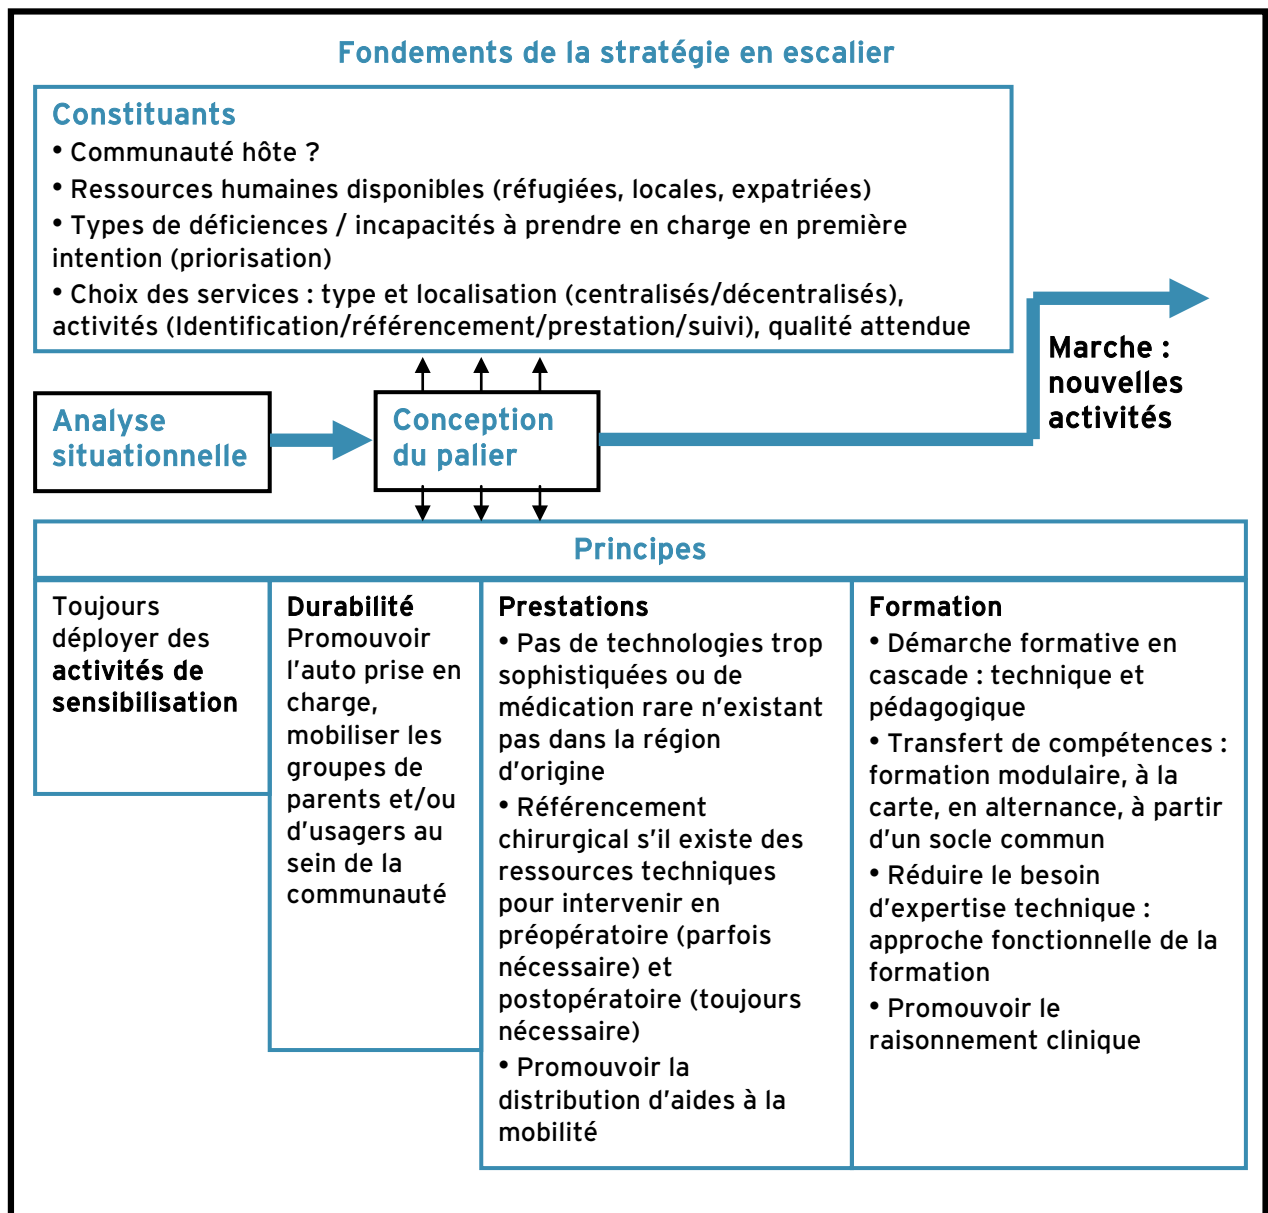 Fondements de la stratégie en escalier
Constituants
• Communauté hôte ?
• Ressources humaines disponibles (réfugiées, locales, expatriées)
• Types de déficiences / incapacités à prendre en charge en première
intention (priorisation)
• Choix des services : type et localisation (centralisés/décentralisés),
activités (Identification/référencement/prestation/suivi), qualité attendue
Marche :
nouvelles
activités
Analyse
situationnelle
Conception
du palier
Principes
Toujours
déployer des
activités de
sensibilisation
Durabilité
Promouvoir
l’auto prise en
charge,
mobiliser les
groupes de
parents et/ou
d’usagers au
sein de la
communauté
Prestations
• Pas de technologies trop
sophistiquées ou de
médication rare n’existant
pas dans la région
d’origine
• Référencement
chirurgical s’il existe des
ressources techniques
pour intervenir en
préopératoire (parfois
nécessaire) et
postopératoire (toujours
nécessaire)
• Promouvoir la
distribution d’aides à la
mobilité
Formation
• Démarche formative en
cascade : technique et
pédagogique
• Transfert de compétences :
formation modulaire, à la
carte, en alternance, à partir
d’un socle commun
• Réduire le besoin
d’expertise technique :
approche fonctionnelle de la
formation
• Promouvoir le
raisonnement clinique